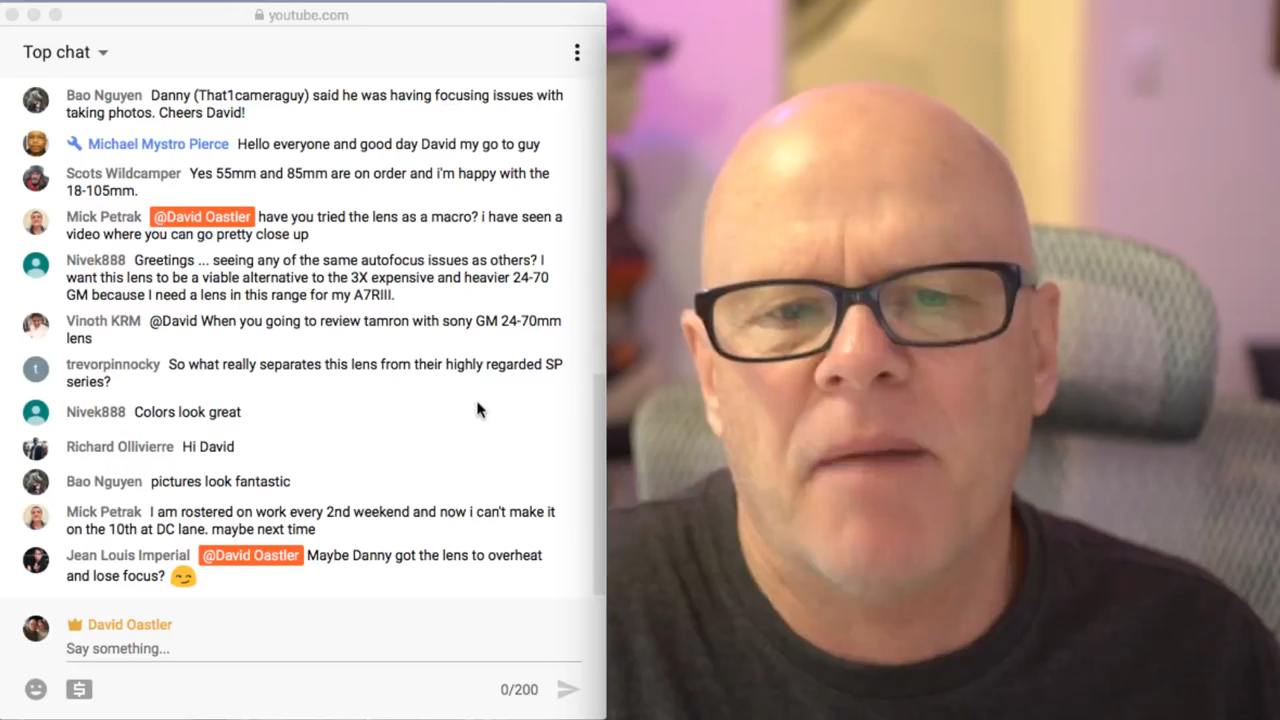 youtube.com
Top chat
Bao Nguyen Danny (That1cameraguy) said he was having focusing issues with
taking photos. Cheers David!
Michael Mystro Pierce Hello everyone and good day David my go to guy
Scots Wildcamper Yes 55mm and 85mm are on order and i'm happy with the
18-105mm.
Mick Petrak @David Oastler have you tried the lens as a macro? i have seen a
video where you can go pretty close up
Nivek888 Greetings ... seeing any of the same autofocus issues as others? I
want this lens to be a viable alternative to the 3X expensive and heavier 24-70
GM because I need a lens in this range for my A7RIII.
Vinoth KRM @David When you going to review tamron with sony GM 24-70mm
lens
t
trevorpinnocky So what really separates this lens from their highly regarded SP
series?
Nivek888 Colors look great
Richard Ollivierre Hi David
Bao Nguyen pictures look fantastic
Mick Petrak I am rostered on work every 2nd weekend and now i can't make it
on the 10th at DC lane. maybe next time
Jean Louis Imperial @David Oastler Maybe Danny got the lens to overheat
and lose focus?
David Oastler
Say something...
$
0/200